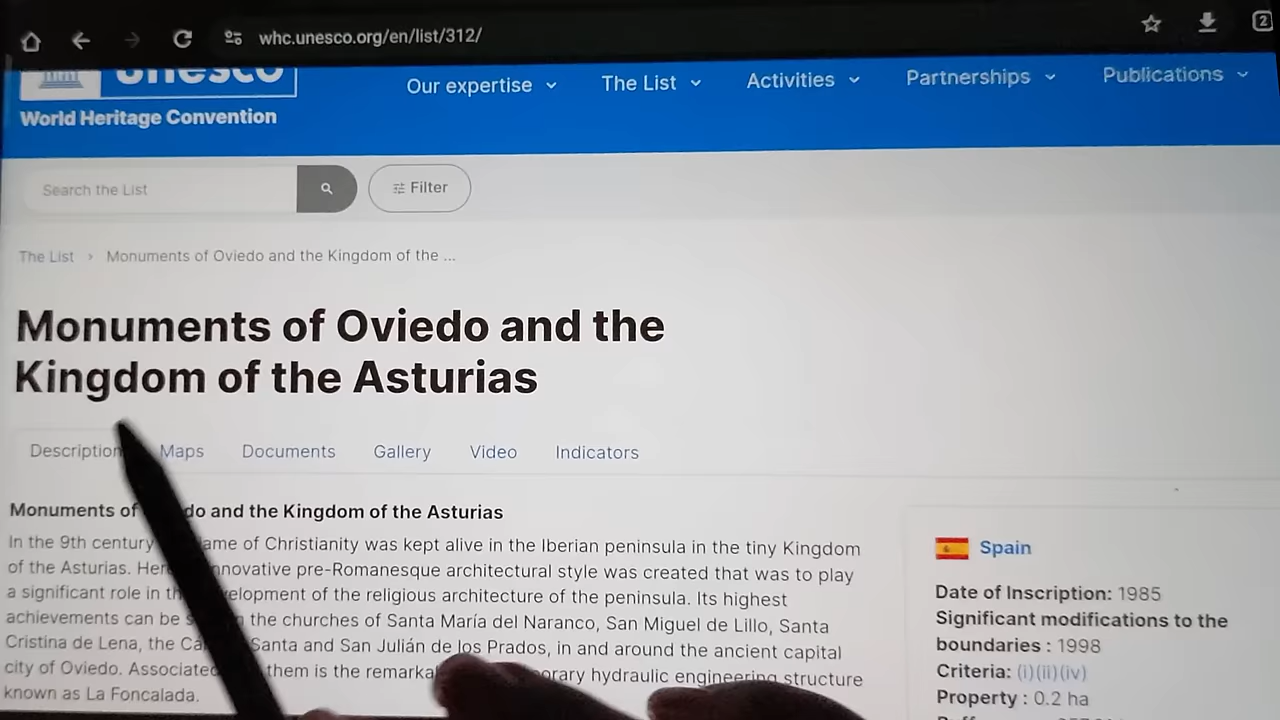 2
whc.unesco.org/en/list/312/
unesco
Our expertise
The List
Activities
Partnerships
Publications
World Heritage Convention
Search the List
Filter
The List > Monuments of Oviedo and the Kingdom of the ...
Monuments of Oviedo and the
Kingdom of the Asturias
Description
Maps
Documents
Gallery
Video
Indicators
Monuments of do and the Kingdom of the Asturias
In the 9th century ame of Christianity was kept alive in the Iberian peninsula in the tiny Kingdom
of the Asturias. Her nnovative pre-Romanesque architectural style was created that was to play
a significant role in th velopment of the religious architecture of the peninsula. Its highest
achievements can be s the churches of Santa María del Naranco, San Miguel de Lillo, Santa
Cristina de Lena, the Cá Santa and San Julián de los Prados, in and around the ancient capital
city of Oviedo. Associated them is the remarka orary hydraulic engineering structure
known as La Foncalada.
Spain
Date of Inscription: 1985
Significant modifications to the
boundaries : 1998
Criteria: (i)(ii)(iv)
Property : 0.2 ha